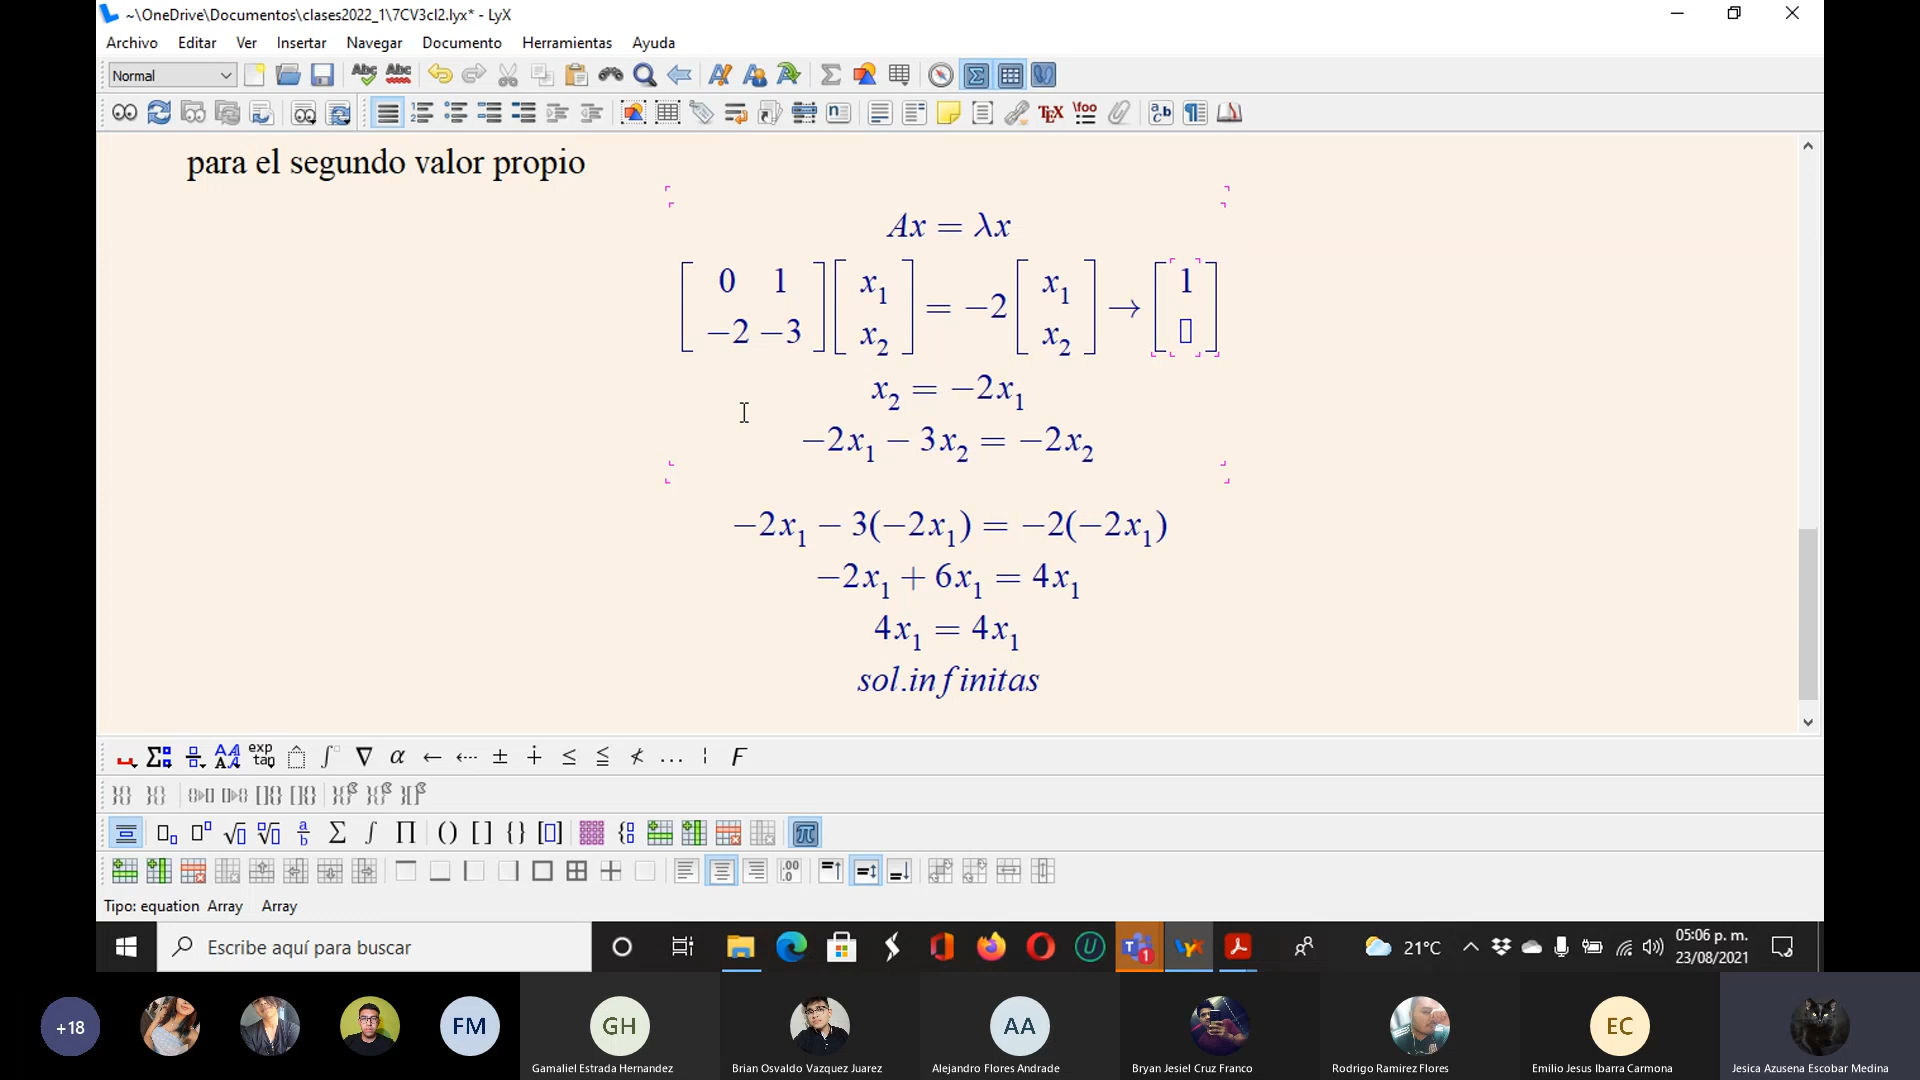 ~\OneDrive\Documentos\clases2022_1\7CV3cl2.lyx* - LyX
Archivo Editar Ver Insertar Navegar Documento Herramientas Ayuda
Normal
para el segundo valor propio
Ax = λx
[0 1; −2 −3] [x₁; x₂] = −2 [x₁; x₂] → [1; ▯]
x₂ = −2x₁
−2x₁ − 3x₂ = −2x₂
−2x₁ − 3(−2x₁) = −2(−2x₁)
−2x₁ + 6x₁ = 4x₁
4x₁ = 4x₁
sol.infinitas
Tipo: equation Array Array
Escribe aquí para buscar
1
21°C
05:06 p. m.
23/08/2021
+18
FM
GH
AA
EC
Gamaliel Estrada Hernandez
Brian Osvaldo Vazquez Juarez
Alejandro Flores Andrade
Bryan Jesiel Cruz Franco
Rodrigo Ramirez Flores
Emilio Jesus Ibarra Carmona
Jesica Azusena Escobar Medina